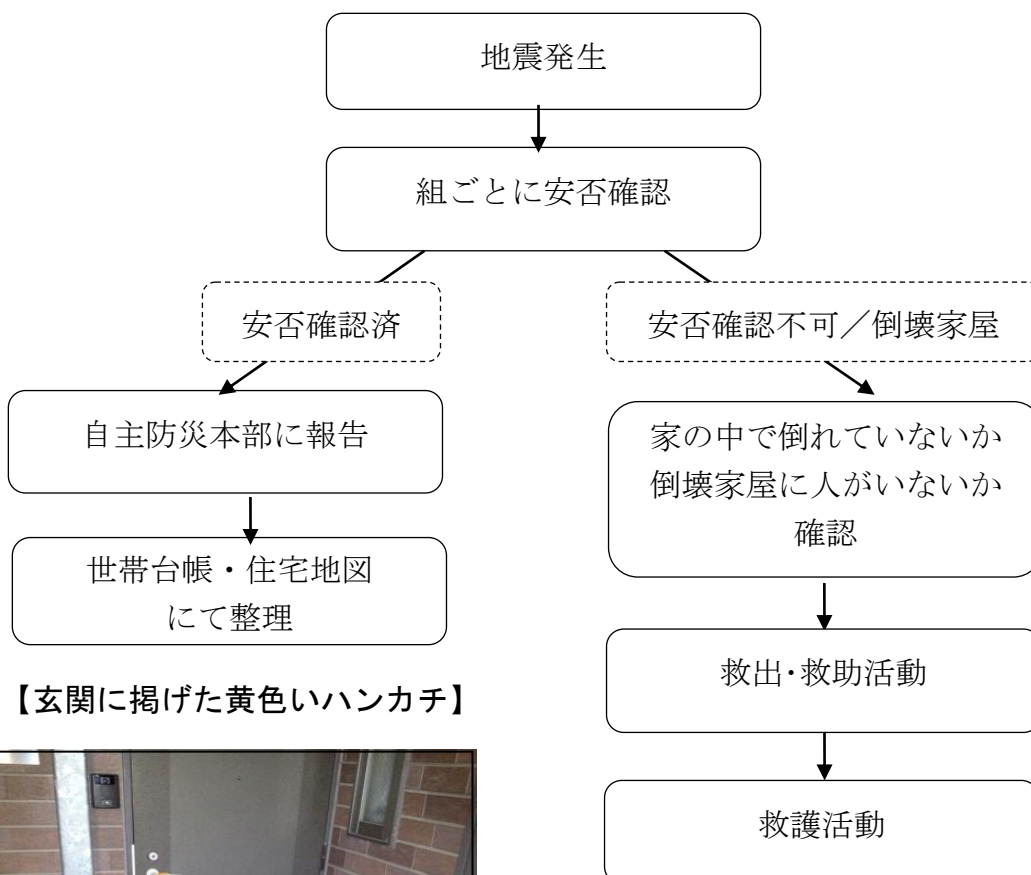 地震発生
組ごとに安否確認
安否確認済
安否確認不可／倒壊家屋
自主防災本部に報告
家の中で倒れていないか
倒壊家屋に人がいないか
確認
世帯台帳・住宅地図
にて整理
救出・救助活動
【玄関に掲げた黄色いハンカチ】
救護活動